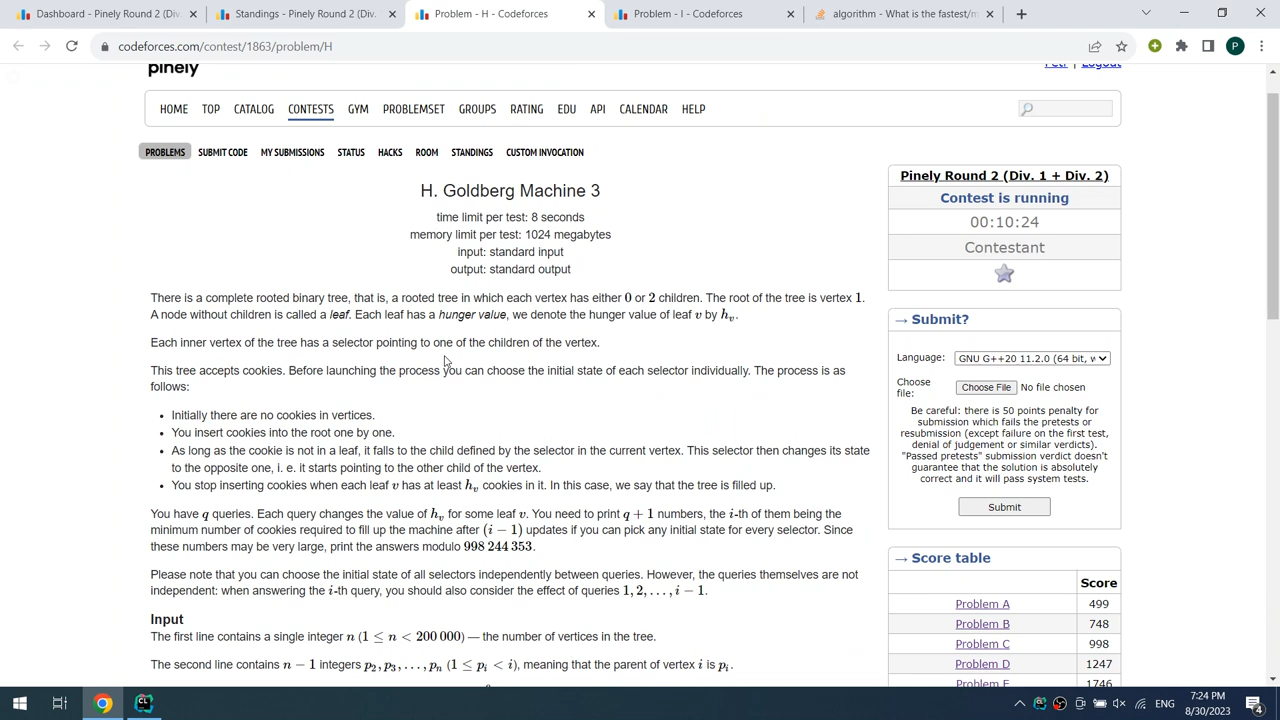 Dashboard - Pinely Round 2 (Div.
Standings - Pinely Round 2 (Div.
Problem - H - Codeforces
Problem - I - Codeforces
algorithm - What is the fastest/m
codeforces.com/contest/1863/problem/H
P
pinely
Petr | Logout
HOME TOP CATALOG CONTESTS GYM PROBLEMSET GROUPS RATING EDU API CALENDAR HELP
PROBLEMS SUBMIT CODE MY SUBMISSIONS STATUS HACKS ROOM STANDINGS CUSTOM INVOCATION
H. Goldberg Machine 3
time limit per test: 8 seconds
memory limit per test: 1024 megabytes
input: standard input
output: standard output
There is a complete rooted binary tree, that is, a rooted tree in which each vertex has either 0 or 2 children. The root of the tree is vertex 1.
A node without children is called a leaf. Each leaf has a hunger value, we denote the hunger value of leaf v by h_v.
Each inner vertex of the tree has a selector pointing to one of the children of the vertex.
This tree accepts cookies. Before launching the process you can choose the initial state of each selector individually. The process is as
follows:
• Initially there are no cookies in vertices.
• You insert cookies into the root one by one.
• As long as the cookie is not in a leaf, it falls to the child defined by the selector in the current vertex. This selector then changes its state
to the opposite one, i. e. it starts pointing to the other child of the vertex.
• You stop inserting cookies when each leaf v has at least h_v cookies in it. In this case, we say that the tree is filled up.
You have q queries. Each query changes the value of h_v for some leaf v. You need to print q + 1 numbers, the i-th of them being the
minimum number of cookies required to fill up the machine after (i − 1) updates if you can pick any initial state for every selector. Since
these numbers may be very large, print the answers modulo 998 244 353.
Please note that you can choose the initial state of all selectors independently between queries. However, the queries themselves are not
independent: when answering the i-th query, you should also consider the effect of queries 1, 2, . . . , i − 1.
Input
The first line contains a single integer n (1 ≤ n < 200 000) — the number of vertices in the tree.
The second line contains n − 1 integers p_2, p_3, . . . , p_n (1 ≤ p_i < i), meaning that the parent of vertex i is p_i.
Pinely Round 2 (Div. 1 + Div. 2)
Contest is running
00:10:24
Contestant
→ Submit?
Language: GNU G++20 11.2.0 (64 bit, w
Choose
file: Choose File No file chosen
Be careful: there is 50 points penalty for
submission which fails the pretests or
resubmission (except failure on the first test,
denial of judgement or similar verdicts).
"Passed pretests" submission verdict doesn't
guarantee that the solution is absolutely
correct and it will pass system tests.
Submit
→ Score table
Score
Problem A 499
Problem B 748
Problem C 998
Problem D 1247
Problem E 1746
CL
ENG
7:24 PM
8/30/2023
4